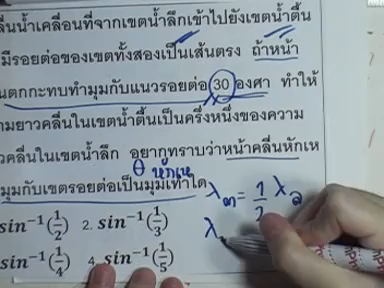 ลื่นน้ำเคลื่อนที่จากเขตน้ำลึกเข้าไปยังเขตน้ำตื้น
มีรอยต่อของเขตทั้งสองเป็นเส้นตรง ถ้าหน้า
นตกกระทบทำมุมกับแนวรอยต่อ 30 องศา ทำให้
ามยาวคลื่นในเขตน้ำตื้นเป็นครึ่งหนึ่งของความ
วคลื่นในเขตน้ำลึก อยากทราบว่าหน้าคลื่นหักเห
θ หักเห
มุมกับเขตรอยต่อเป็นมุมเท่าใด
λต = 1/2 λล
λ
sin⁻¹(1/2) 2. sin⁻¹(1/3)
sin⁻¹(1/4) 4. sin⁻¹(1/5)